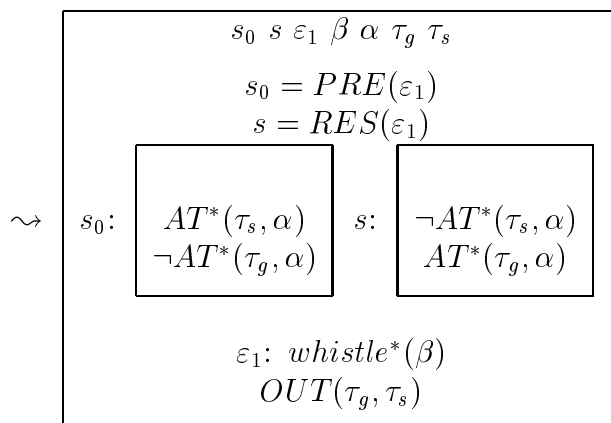 s₀ s ε₁ β α τ_g τ_s
s₀ = PRE(ε₁)
s = RES(ε₁)
⇝ s₀: AT*(τ_s, α) s: ¬AT*(τ_s, α)
¬AT*(τ_g, α) AT*(τ_g, α)
ε₁: whistle*(β)
OUT(τ_g, τ_s)